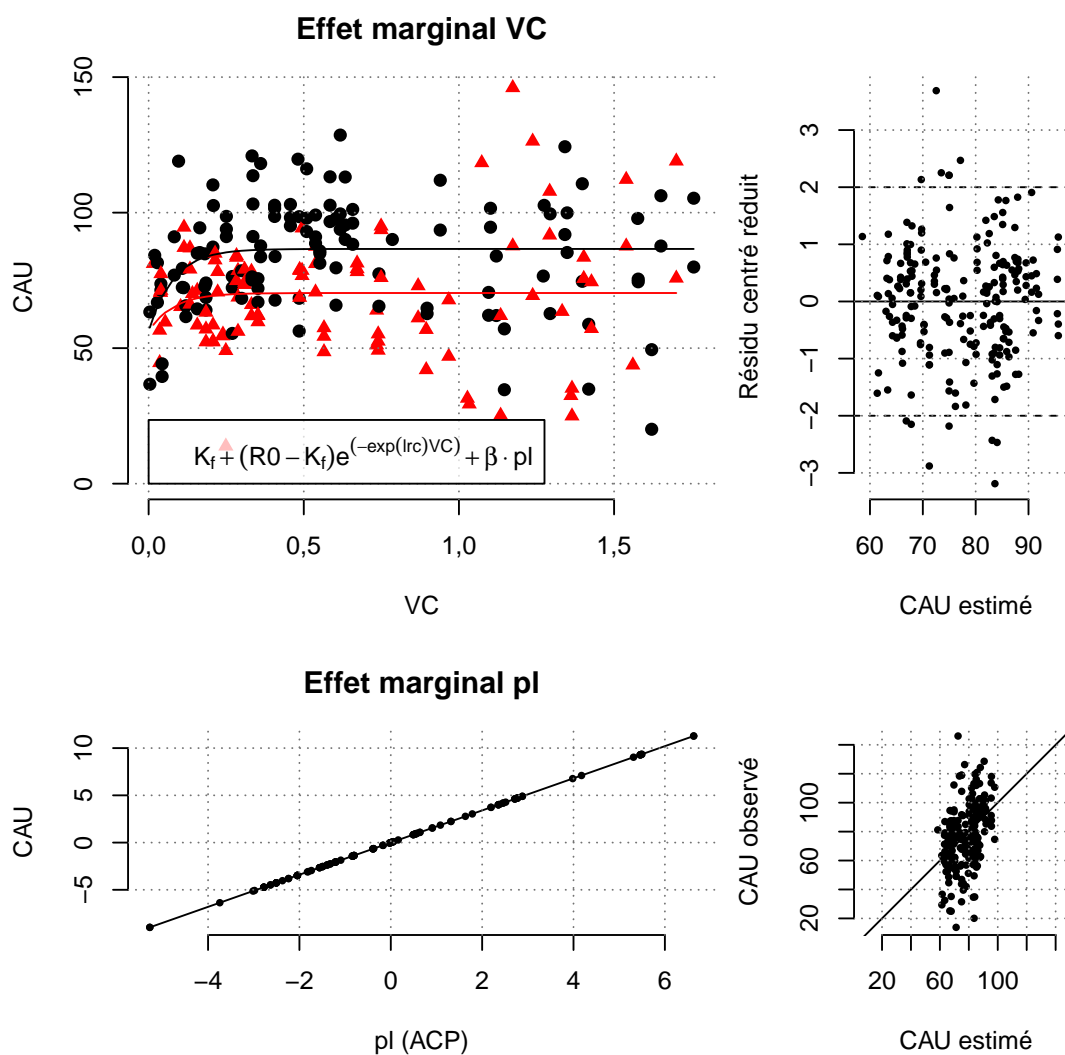 Effet marginal VC
CAU
150
100
50
0
K_f + (R0 − K_f)e^(−exp(lrc)VC) + β · pl
0,0 0,5 1,0 1,5
VC
Résidu centré réduit
3
2
1
0
−1
−2
−3
60 70 80 90
CAU estimé
Effet marginal pl
CAU
10
5
0
−5
−4 −2 0 2 4 6
pl (ACP)
CAU observé
100
60
20
20 60 100
CAU estimé